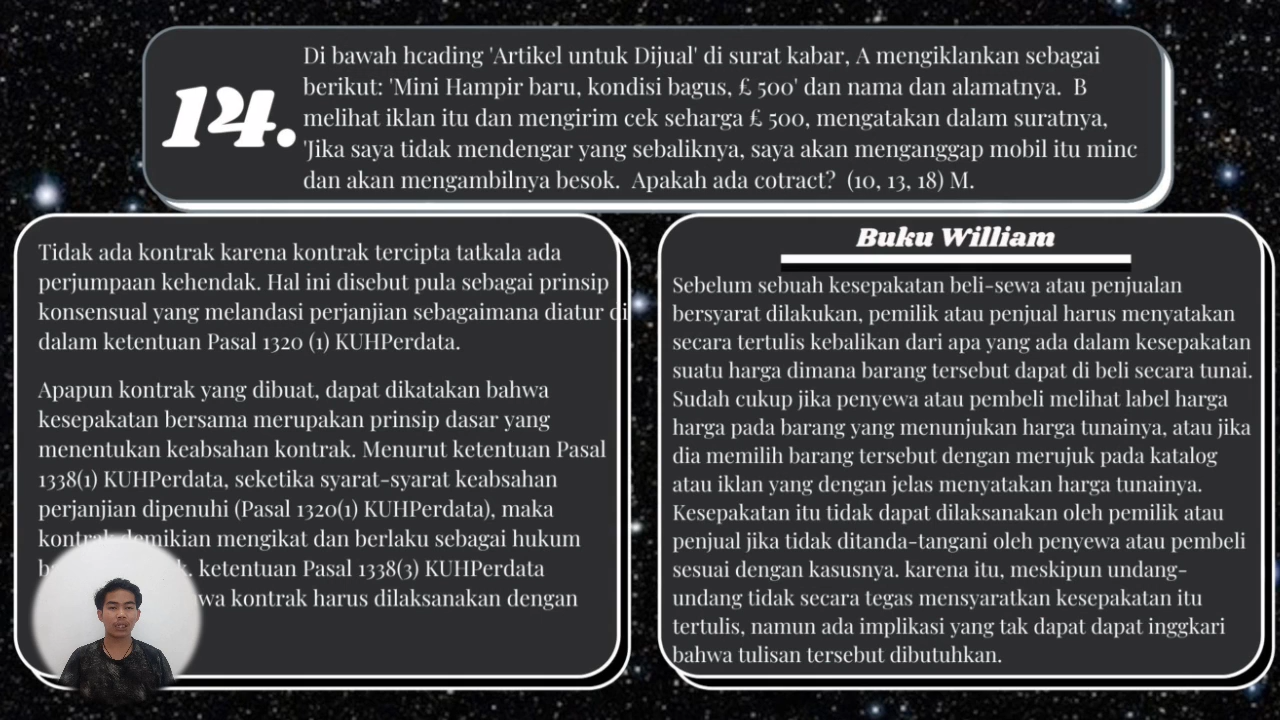 14.
Di bawah hcading 'Artikel untuk Dijual' di surat kabar, A mengiklankan sebagai
berikut: 'Mini Hampir baru, kondisi bagus, £ 500' dan nama dan alamatnya. B
melihat iklan itu dan mengirim cek seharga £ 500, mengatakan dalam suratnya,
'Jika saya tidak mendengar yang sebaliknya, saya akan menganggap mobil itu minc
dan akan mengambilnya besok. Apakah ada cotract? (10, 13, 18) M.
Tidak ada kontrak karena kontrak tercipta tatkala ada
perjumpaan kehendak. Hal ini disebut pula sebagai prinsip
konsensual yang melandasi perjanjian sebagaimana diatur di
dalam ketentuan Pasal 1320 (1) KUHPerdata.
Apapun kontrak yang dibuat, dapat dikatakan bahwa
kesepakatan bersama merupakan prinsip dasar yang
menentukan keabsahan kontrak. Menurut ketentuan Pasal
1338(1) KUHPerdata, seketika syarat-syarat keabsahan
perjanjian dipenuhi (Pasal 1320(1) KUHPerdata), maka
kontrak demikian mengikat dan berlaku sebagai hukum
ketentuan Pasal 1338(3) KUHPerdata
kontrak harus dilaksanakan dengan
Buku William
Sebelum sebuah kesepakatan beli-sewa atau penjualan
bersyarat dilakukan, pemilik atau penjual harus menyatakan
secara tertulis kebalikan dari apa yang ada dalam kesepakatan
suatu harga dimana barang tersebut dapat di beli secara tunai.
Sudah cukup jika penyewa atau pembeli melihat label harga
harga pada barang yang menunjukan harga tunainya, atau jika
dia memilih barang tersebut dengan merujuk pada katalog
atau iklan yang dengan jelas menyatakan harga tunainya.
Kesepakatan itu tidak dapat dilaksanakan oleh pemilik atau
penjual jika tidak ditanda-tangani oleh penyewa atau pembeli
sesuai dengan kasusnya. karena itu, meskipun undang-
undang tidak secara tegas mensyaratkan kesepakatan itu
tertulis, namun ada implikasi yang tak dapat dapat inggkari
bahwa tulisan tersebut dibutuhkan.